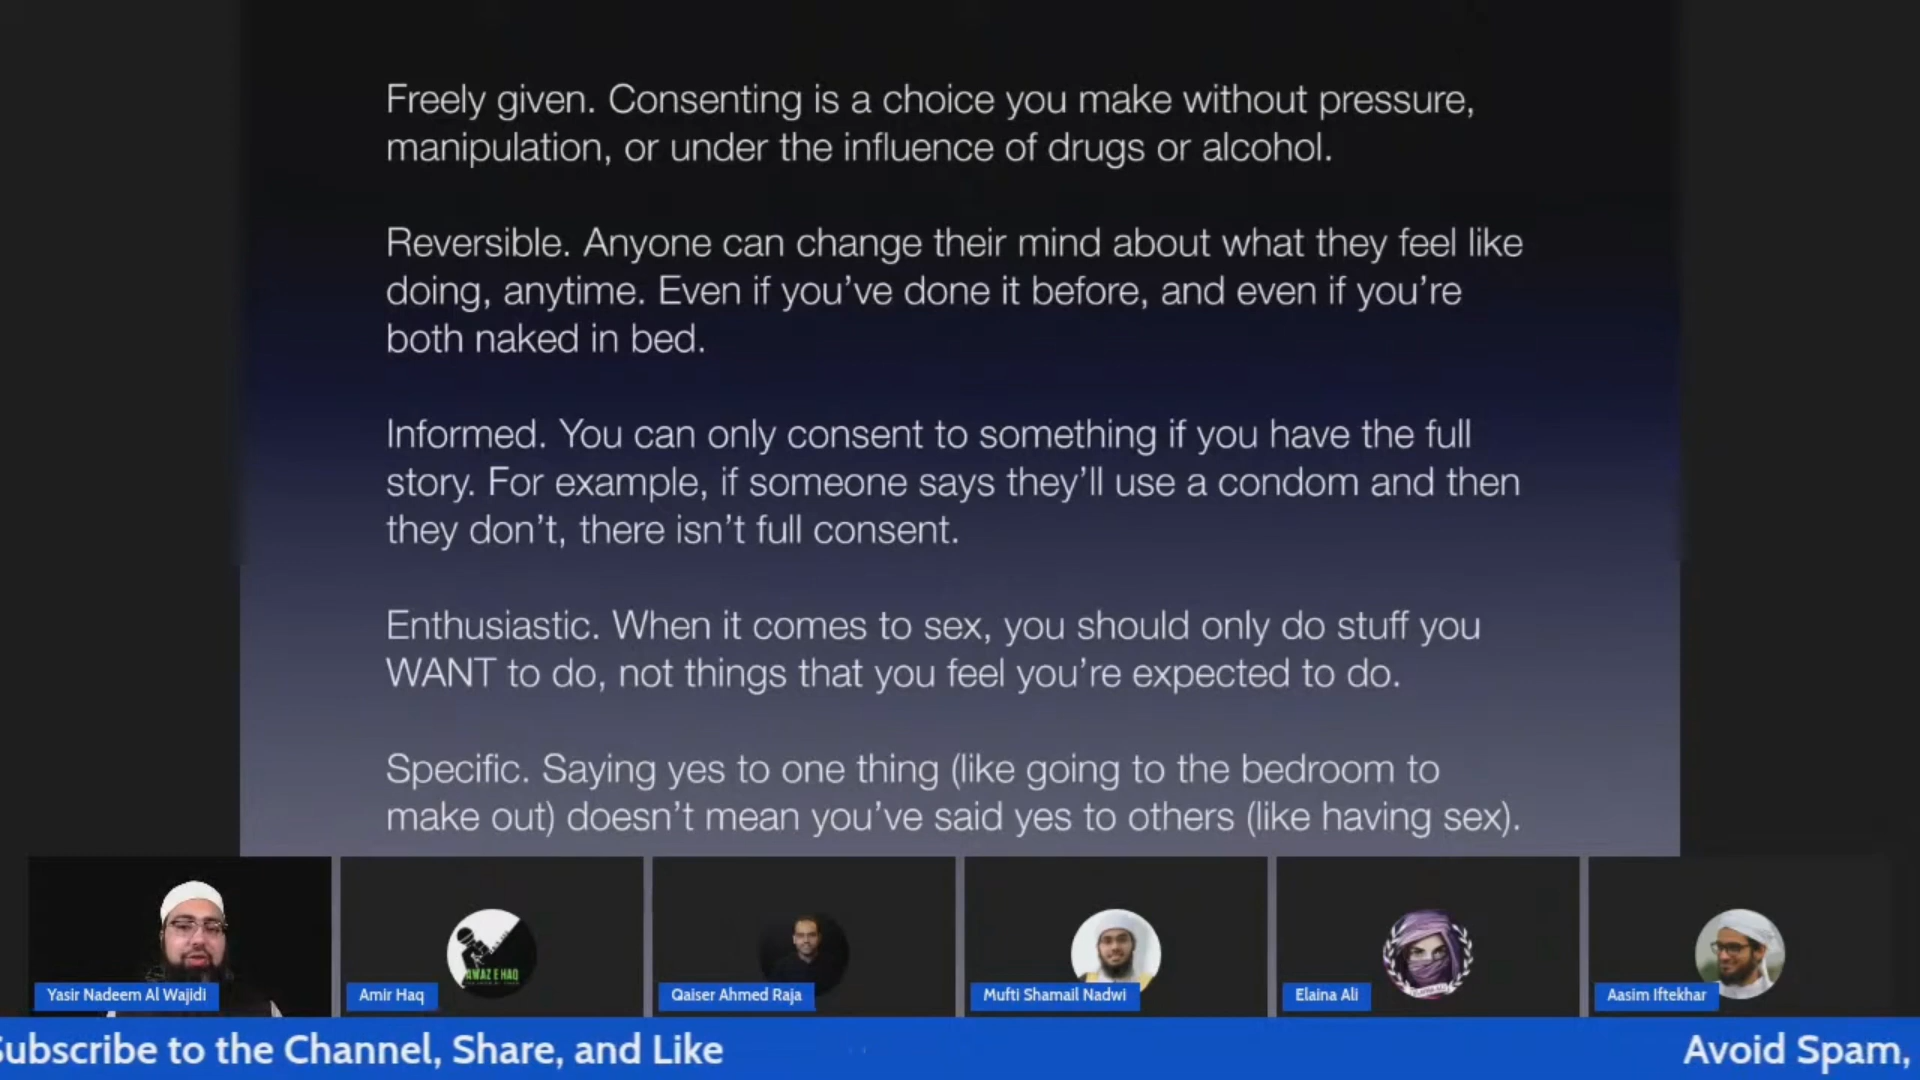 Freely given. Consenting is a choice you make without pressure,
manipulation, or under the influence of drugs or alcohol.
Reversible. Anyone can change their mind about what they feel like
doing, anytime. Even if you've done it before, and even if you're
both naked in bed.
Informed. You can only consent to something if you have the full
story. For example, if someone says they'll use a condom and then
they don't, there isn't full consent.
Enthusiastic. When it comes to sex, you should only do stuff you
WANT to do, not things that you feel you're expected to do.
Specific. Saying yes to one thing (like going to the bedroom to
make out) doesn't mean you've said yes to others (like having sex).
AWAZ E HAQ
Yasir Nadeem Al Wajidi
Amir Haq
Qaiser Ahmed Raja
Mufti Shamail Nadwi
Elaina Ali
Aasim Iftekhar
Subscribe to the Channel, Share, and Like
Avoid Spam,